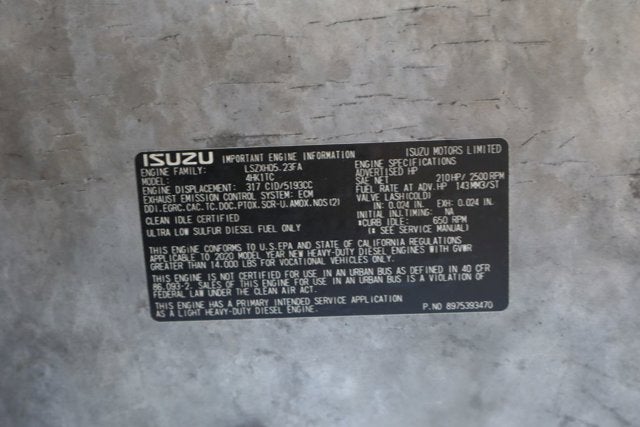 ISUZU IMPORTANT ENGINE INFORMATION ISUZU MOTORS LIMITED
ENGINE FAMILY: LSZXH05.23FA
MODEL: 4HK1TC
ENGINE DISPLACEMENT: 317 CID/5193CC
EXHAUST EMISSION CONTROL SYSTEM: ECM
DDI.EGRC.CAC.TC.DOC.PTOX.SCR-U.AMOX.NOS(2)
CLEAN IDLE CERTIFIED
ULTRA LOW SULFUR DIESEL FUEL ONLY
ENGINE SPECIFICATIONS
ADVERTISED HP
SAE NET 210HP/ 2500RPM
FUEL RATE AT ADV.HP 143MM3/ST
VALVE LASH(COLD)
IN: 0.024 IN. EXH: 0.024 IN.
INITIAL INJ.TIMING: NA
*CURB IDLE: 650 RPM
(* : SEE SERVICE MANUAL)
THIS ENGINE CONFORMS TO U.S.EPA AND STATE OF CALIFORNIA REGULATIONS
APPLICABLE TO 2020 MODEL YEAR NEW HEAVY-DUTY DIESEL ENGINES WITH GVWR
GREATER THAN 14,000 LBS FOR VOCATIONAL VEHICLES ONLY.
THIS ENGINE IS NOT CERTIFIED FOR USE IN AN URBAN BUS AS DEFINED IN 40 CFR
86.093-2. SALES OF THIS ENGINE FOR USE IN AN URBAN BUS IS A VIOLATION OF
FEDERAL LAW UNDER THE CLEAN AIR ACT.
THIS ENGINE HAS A PRIMARY INTENDED SERVICE APPLICATION
AS A LIGHT HEAVY-DUTY DIESEL ENGINE.
P.NO 8975393470